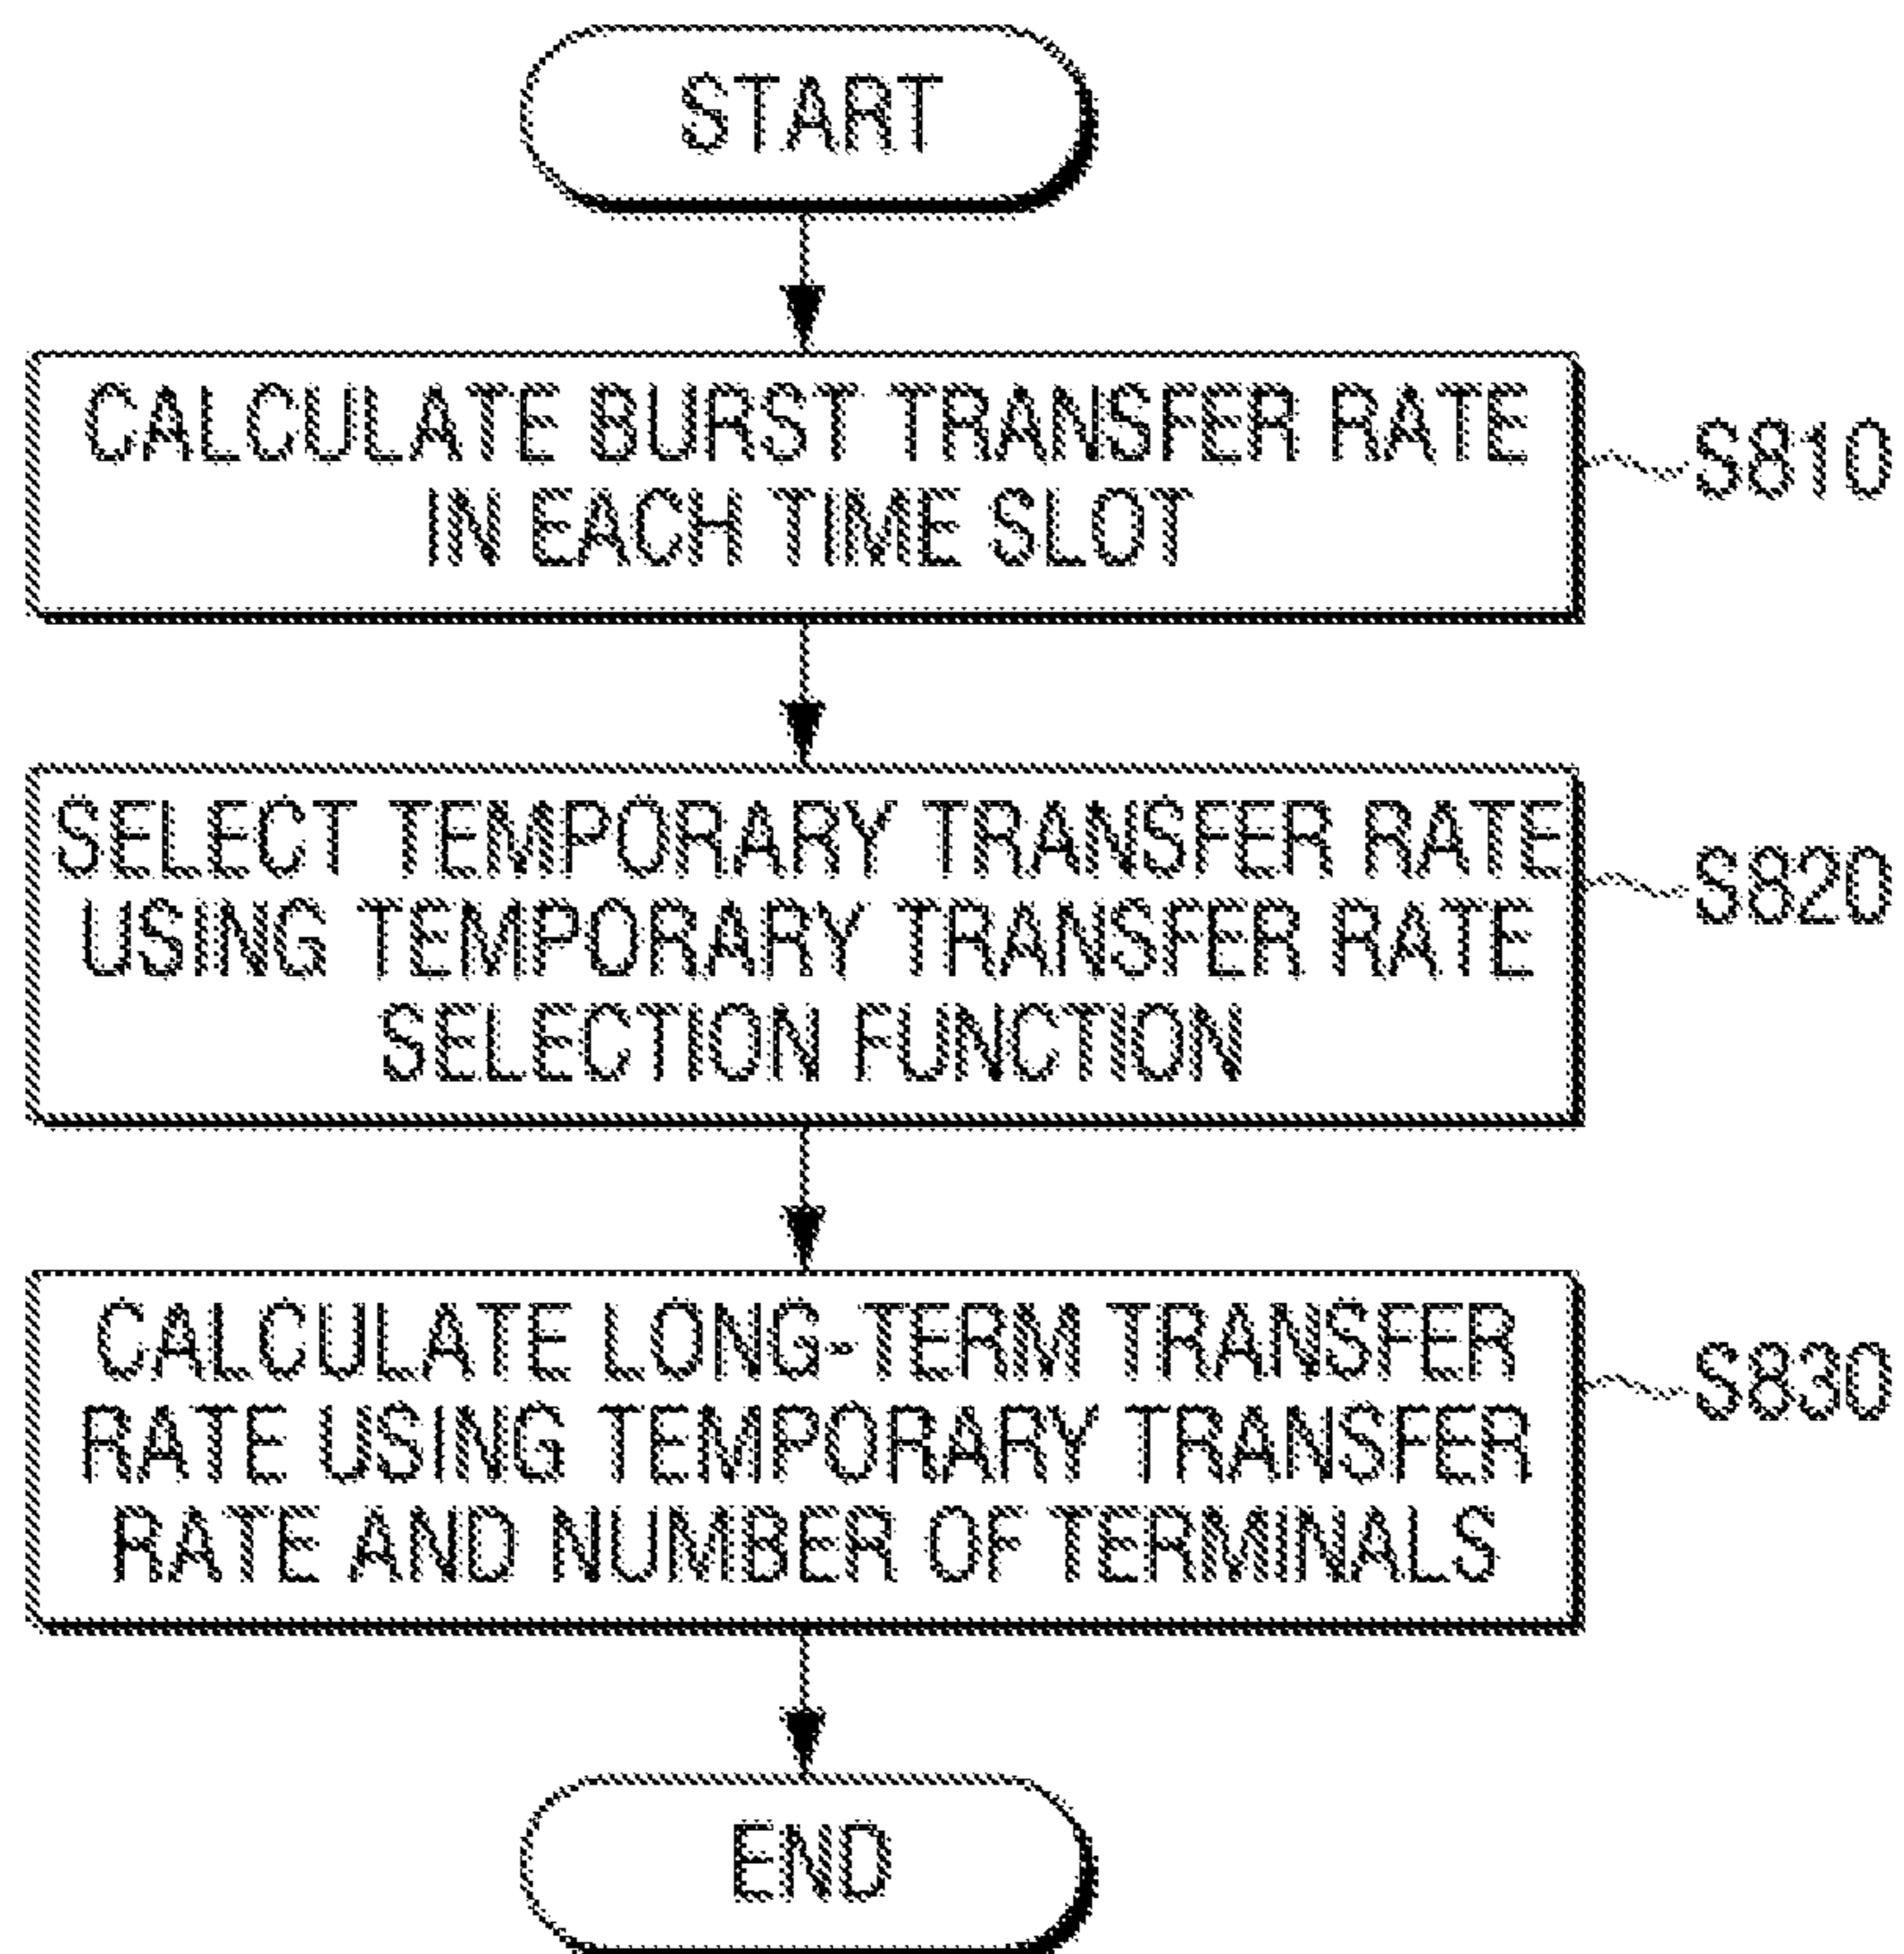 START
CALCULATE BURST TRANSFER RATE
IN EACH TIME SLOT
S810
SELECT TEMPORARY TRANSFER RATE
USING TEMPORARY TRANSFER RATE
SELECTION FUNCTION
S820
CALCULATE LONG-TERM TRANSFER
RATE USING TEMPORARY TRANSFER
RATE AND NUMBER OF TERMINALS
S830
END